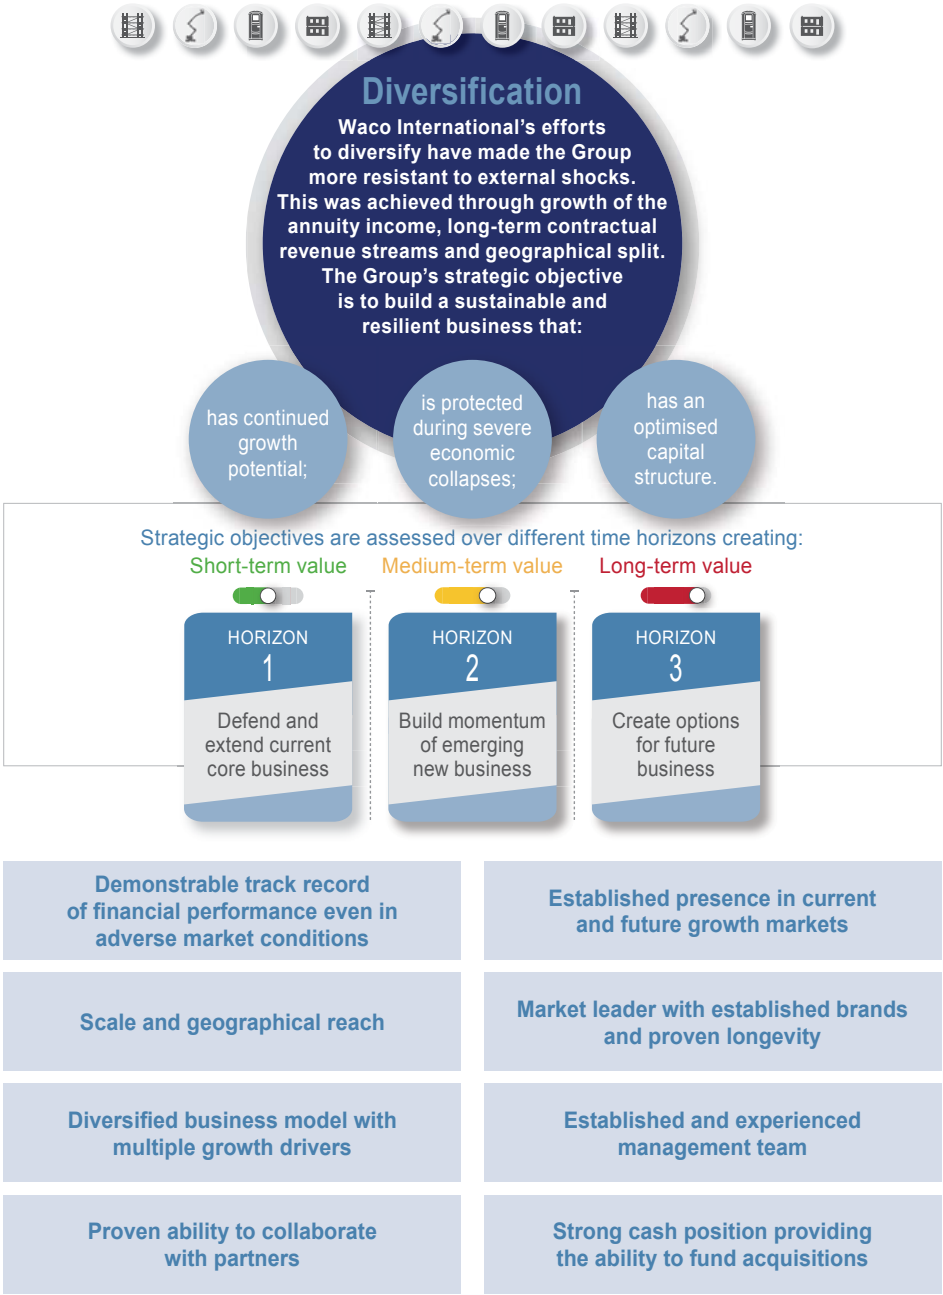 Diversification
Waco International's efforts
to diversify have made the Group
more resistant to external shocks.
This was achieved through growth of the
annuity income, long-term contractual
revenue streams and geographical split.
The Group's strategic objective
is to build a sustainable and
resilient business that:
has continued
growth
potential;
is protected
during severe
economic
collapses;
has an
optimised
capital
structure.
Strategic objectives are assessed over different time horizons creating:
Short-term value
Medium-term value
Long-term value
HORIZON
1
Defend and
extend current
core business
HORIZON
2
Build momentum
of emerging
new business
HORIZON
3
Create options
for future
business
Demonstrable track record
of financial performance even in
adverse market conditions
Established presence in current
and future growth markets
Scale and geographical reach
Market leader with established brands
and proven longevity
Diversified business model with
multiple growth drivers
Established and experienced
management team
Proven ability to collaborate
with partners
Strong cash position providing
the ability to fund acquisitions